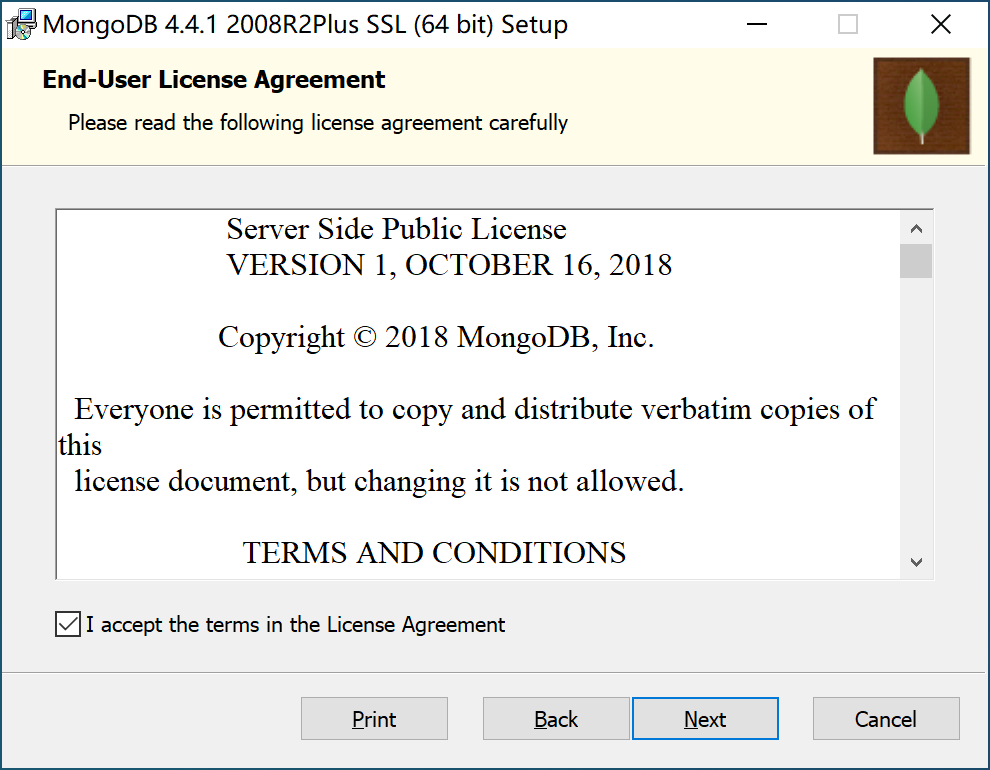 MongoDB 4.4.1 2008R2Plus SSL (64 bit) Setup
End-User License Agreement
Please read the following license agreement carefully
Server Side Public License
VERSION 1, OCTOBER 16, 2018
Copyright © 2018 MongoDB, Inc.
Everyone is permitted to copy and distribute verbatim copies of
this
license document, but changing it is not allowed.
TERMS AND CONDITIONS
I accept the terms in the License Agreement
Print Back Next Cancel